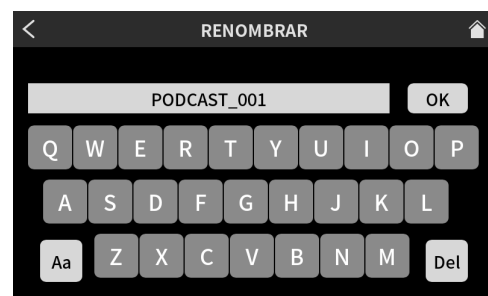 RENOMBRAR
PODCAST_001 OK
Q W E R T Y U I O P
A S D F G H J K L
Aa Z X C V B N M Del